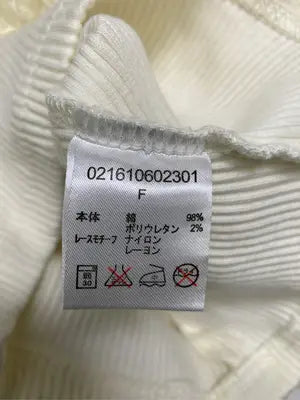 021610602301
F
本体 綿 98%
ポリウレタン 2%
レースモチーフ ナイロン
レーヨン
30